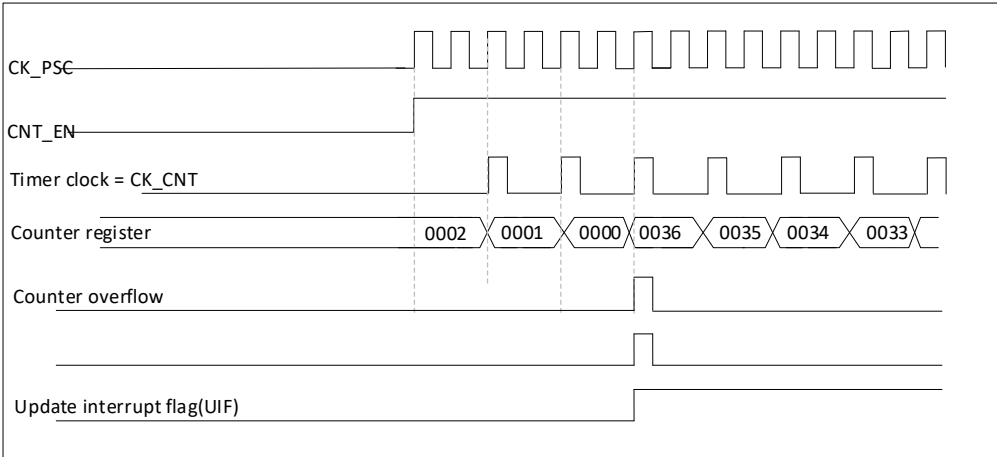 CK_PSC
CNT_EN
Timer clock = CK_CNT
Counter register
0002 0001 0000 0036 0035 0034 0033
Counter overflow
Update interrupt flag(UIF)